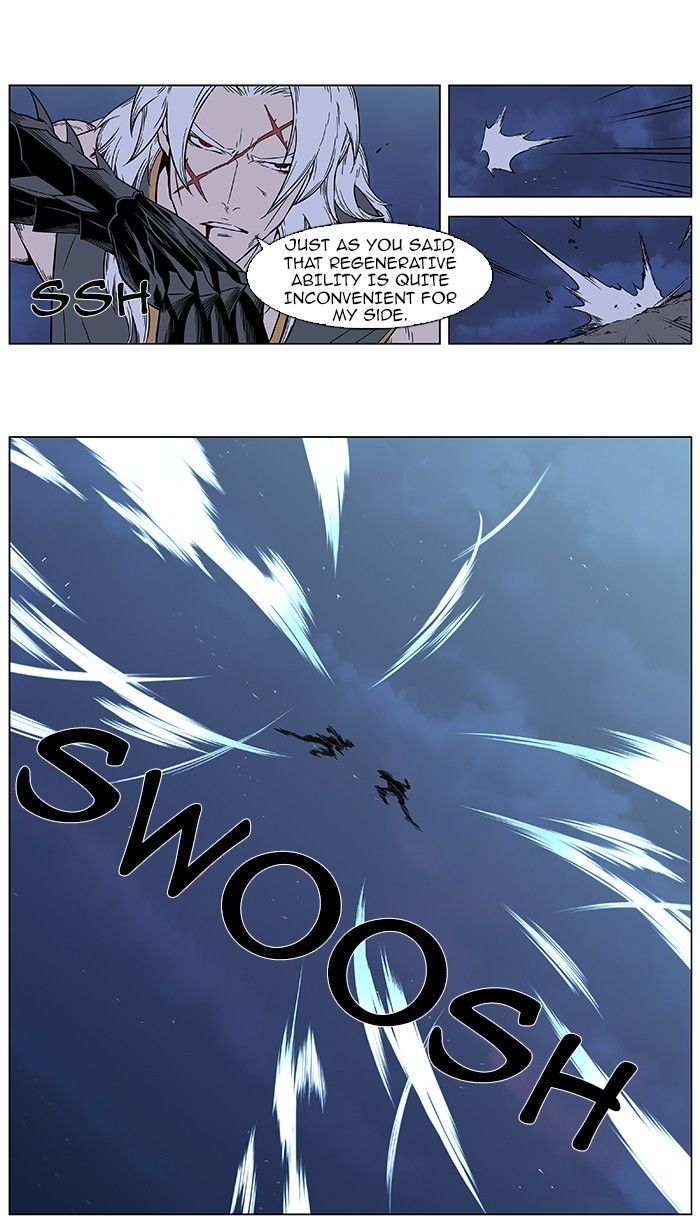 JUST AS YOU SAID,
THAT REGENERATIVE
ABILITY IS QUITE
INCONVENIENT FOR
MY SIDE.
SSH
SWOOSH